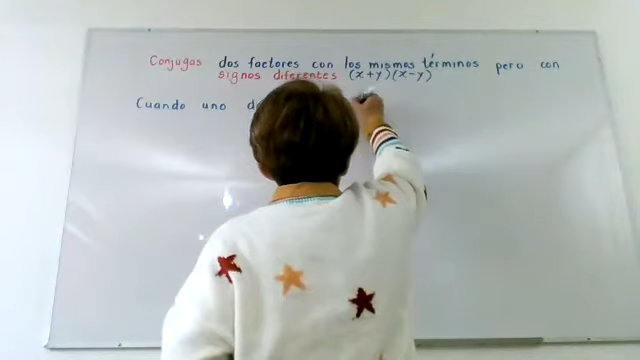 Conjugas dos factores con los mismos términos pero con
signos diferentes (x+y)(x-y)
Cuando uno